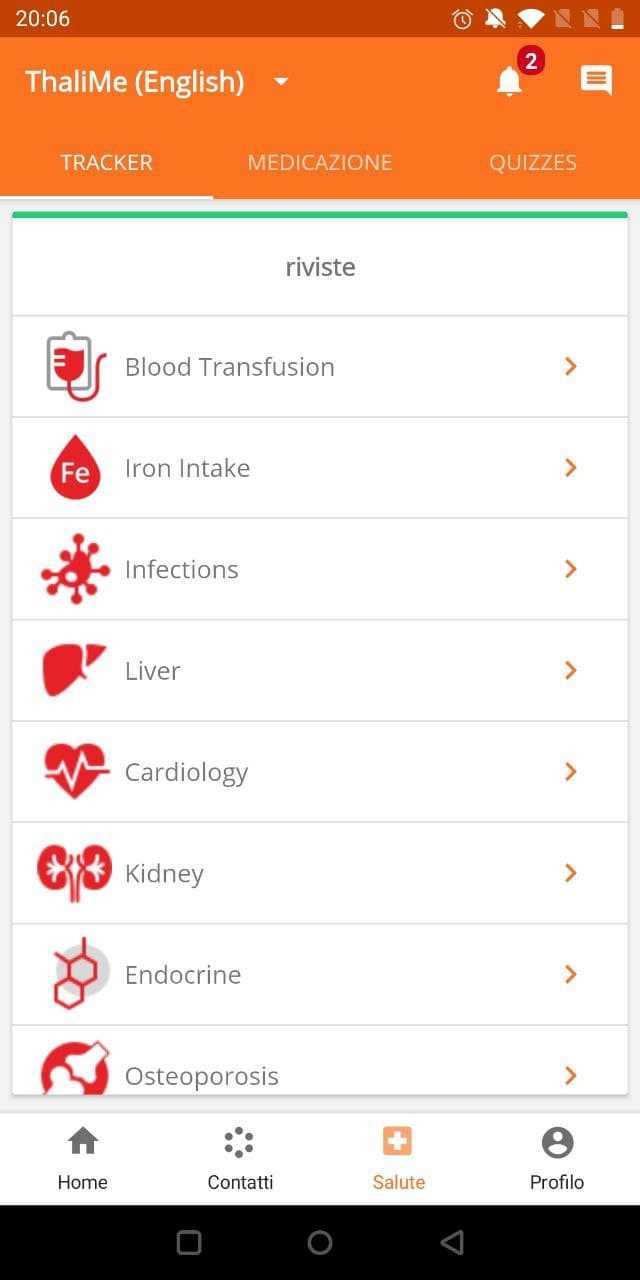 20:06
ThaliMe (English)
2
TRACKER
MEDICAZIONE
QUIZZES
riviste
Blood Transfusion
Fe
Iron Intake
Infections
Liver
Cardiology
Kidney
Endocrine
Osteoporosis
Home
Contatti
Salute
Profilo